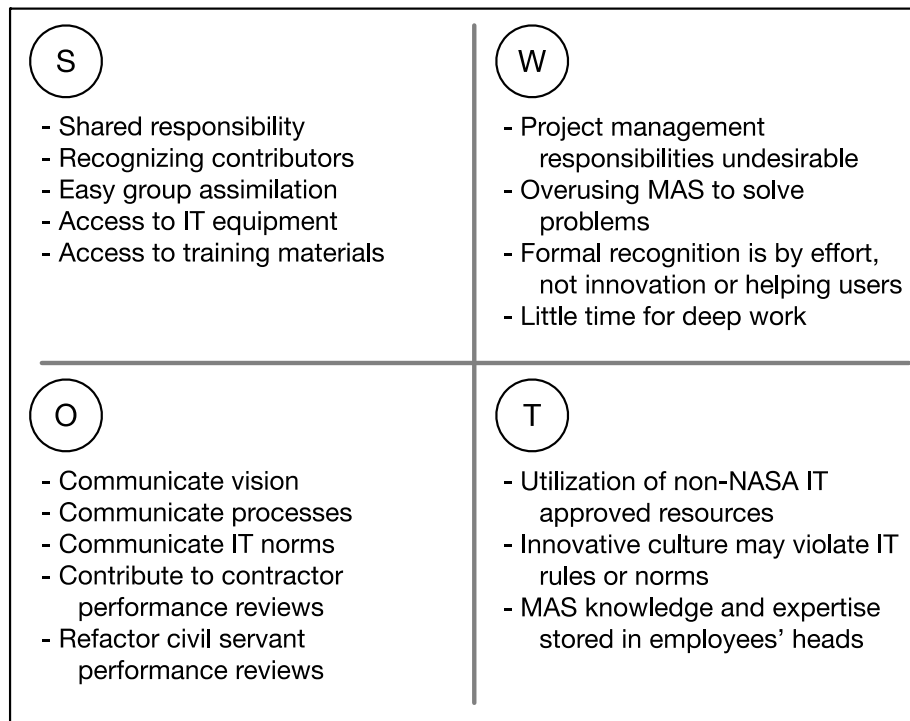 S
- Shared responsibility
- Recognizing contributors
- Easy group assimilation
- Access to IT equipment
- Access to training materials
W
- Project management
responsibilities undesirable
- Overusing MAS to solve
problems
- Formal recognition is by effort,
not innovation or helping users
- Little time for deep work
O
- Communicate vision
- Communicate processes
- Communicate IT norms
- Contribute to contractor
performance reviews
- Refactor civil servant
performance reviews
T
- Utilization of non-NASA IT
approved resources
- Innovative culture may violate IT
rules or norms
- MAS knowledge and expertise
stored in employees’ heads